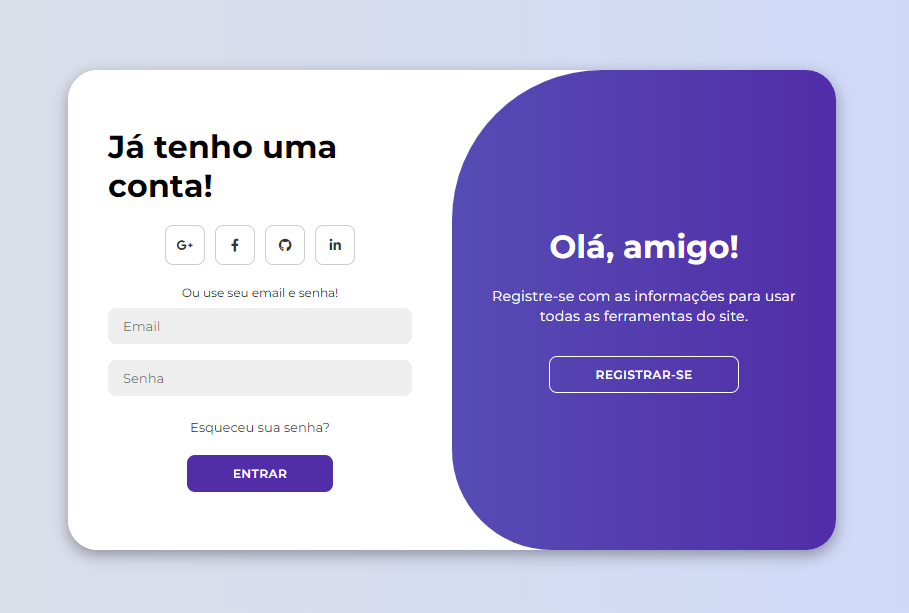 Já tenho uma
conta!
G+ f in
Ou use seu email e senha!
Email
Senha
Esqueceu sua senha?
ENTRAR
Olá, amigo!
Registre-se com as informações para usar
todas as ferramentas do site.
REGISTRAR-SE